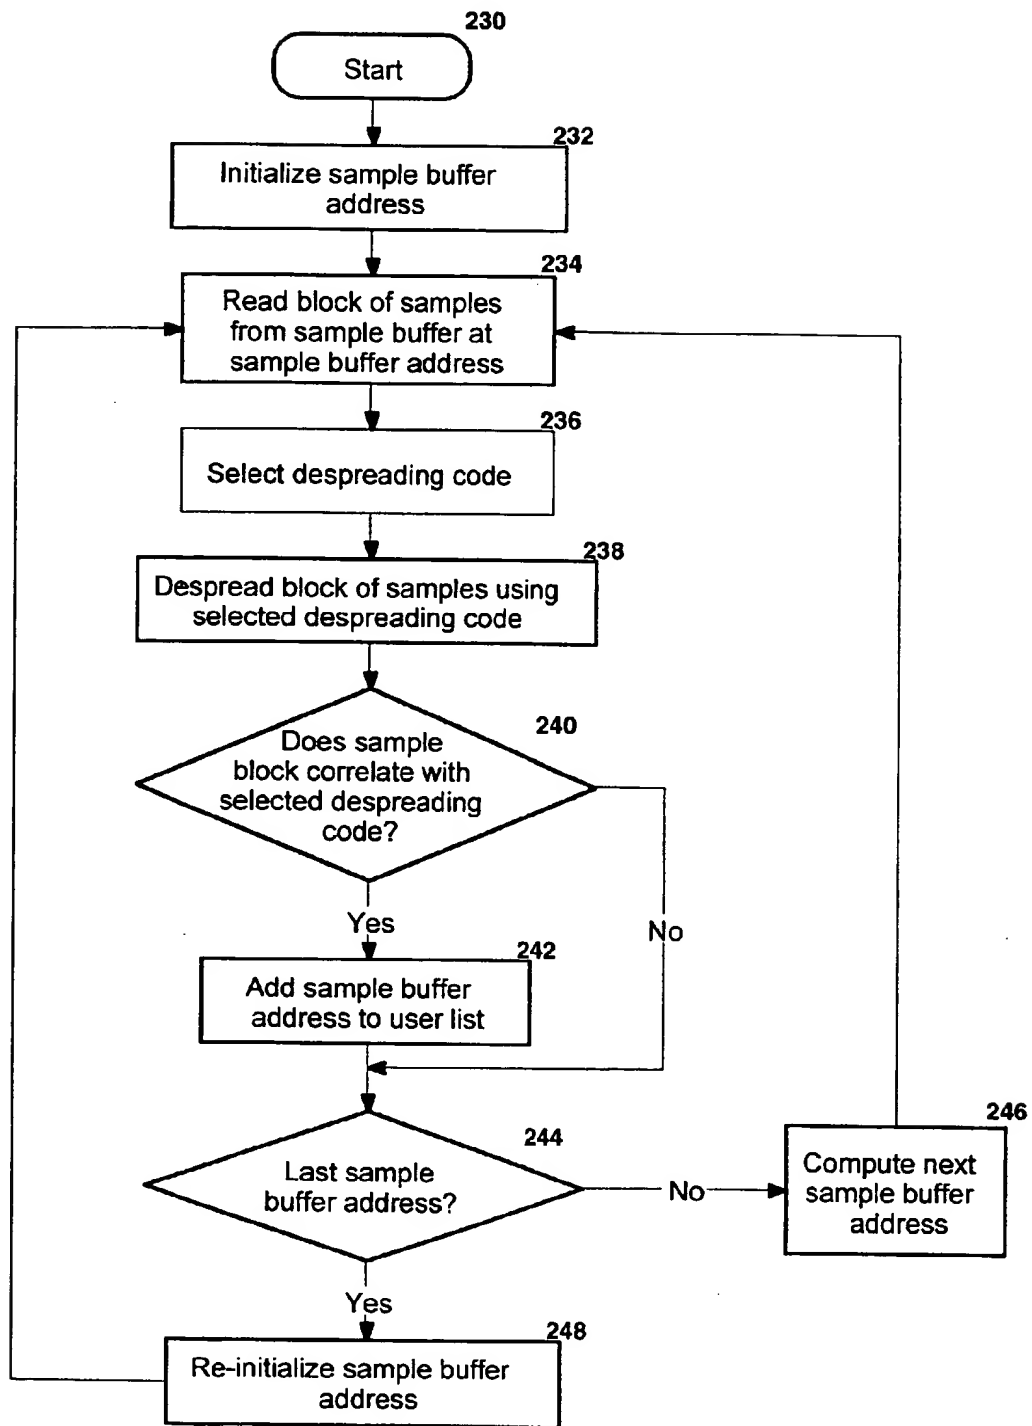 230
Start
232
Initialize sample buffer
address
234
Read block of samples
from sample buffer at
sample buffer address
236
Select despreading code
238
Despread block of samples using
selected despreading code
240
Does sample
block correlate with
selected despreading
code?
Yes
No
242
Add sample buffer
address to user list
244
Last sample
buffer address?
No
246
Compute next
sample buffer
address
Yes
248
Re-initialize sample buffer
address